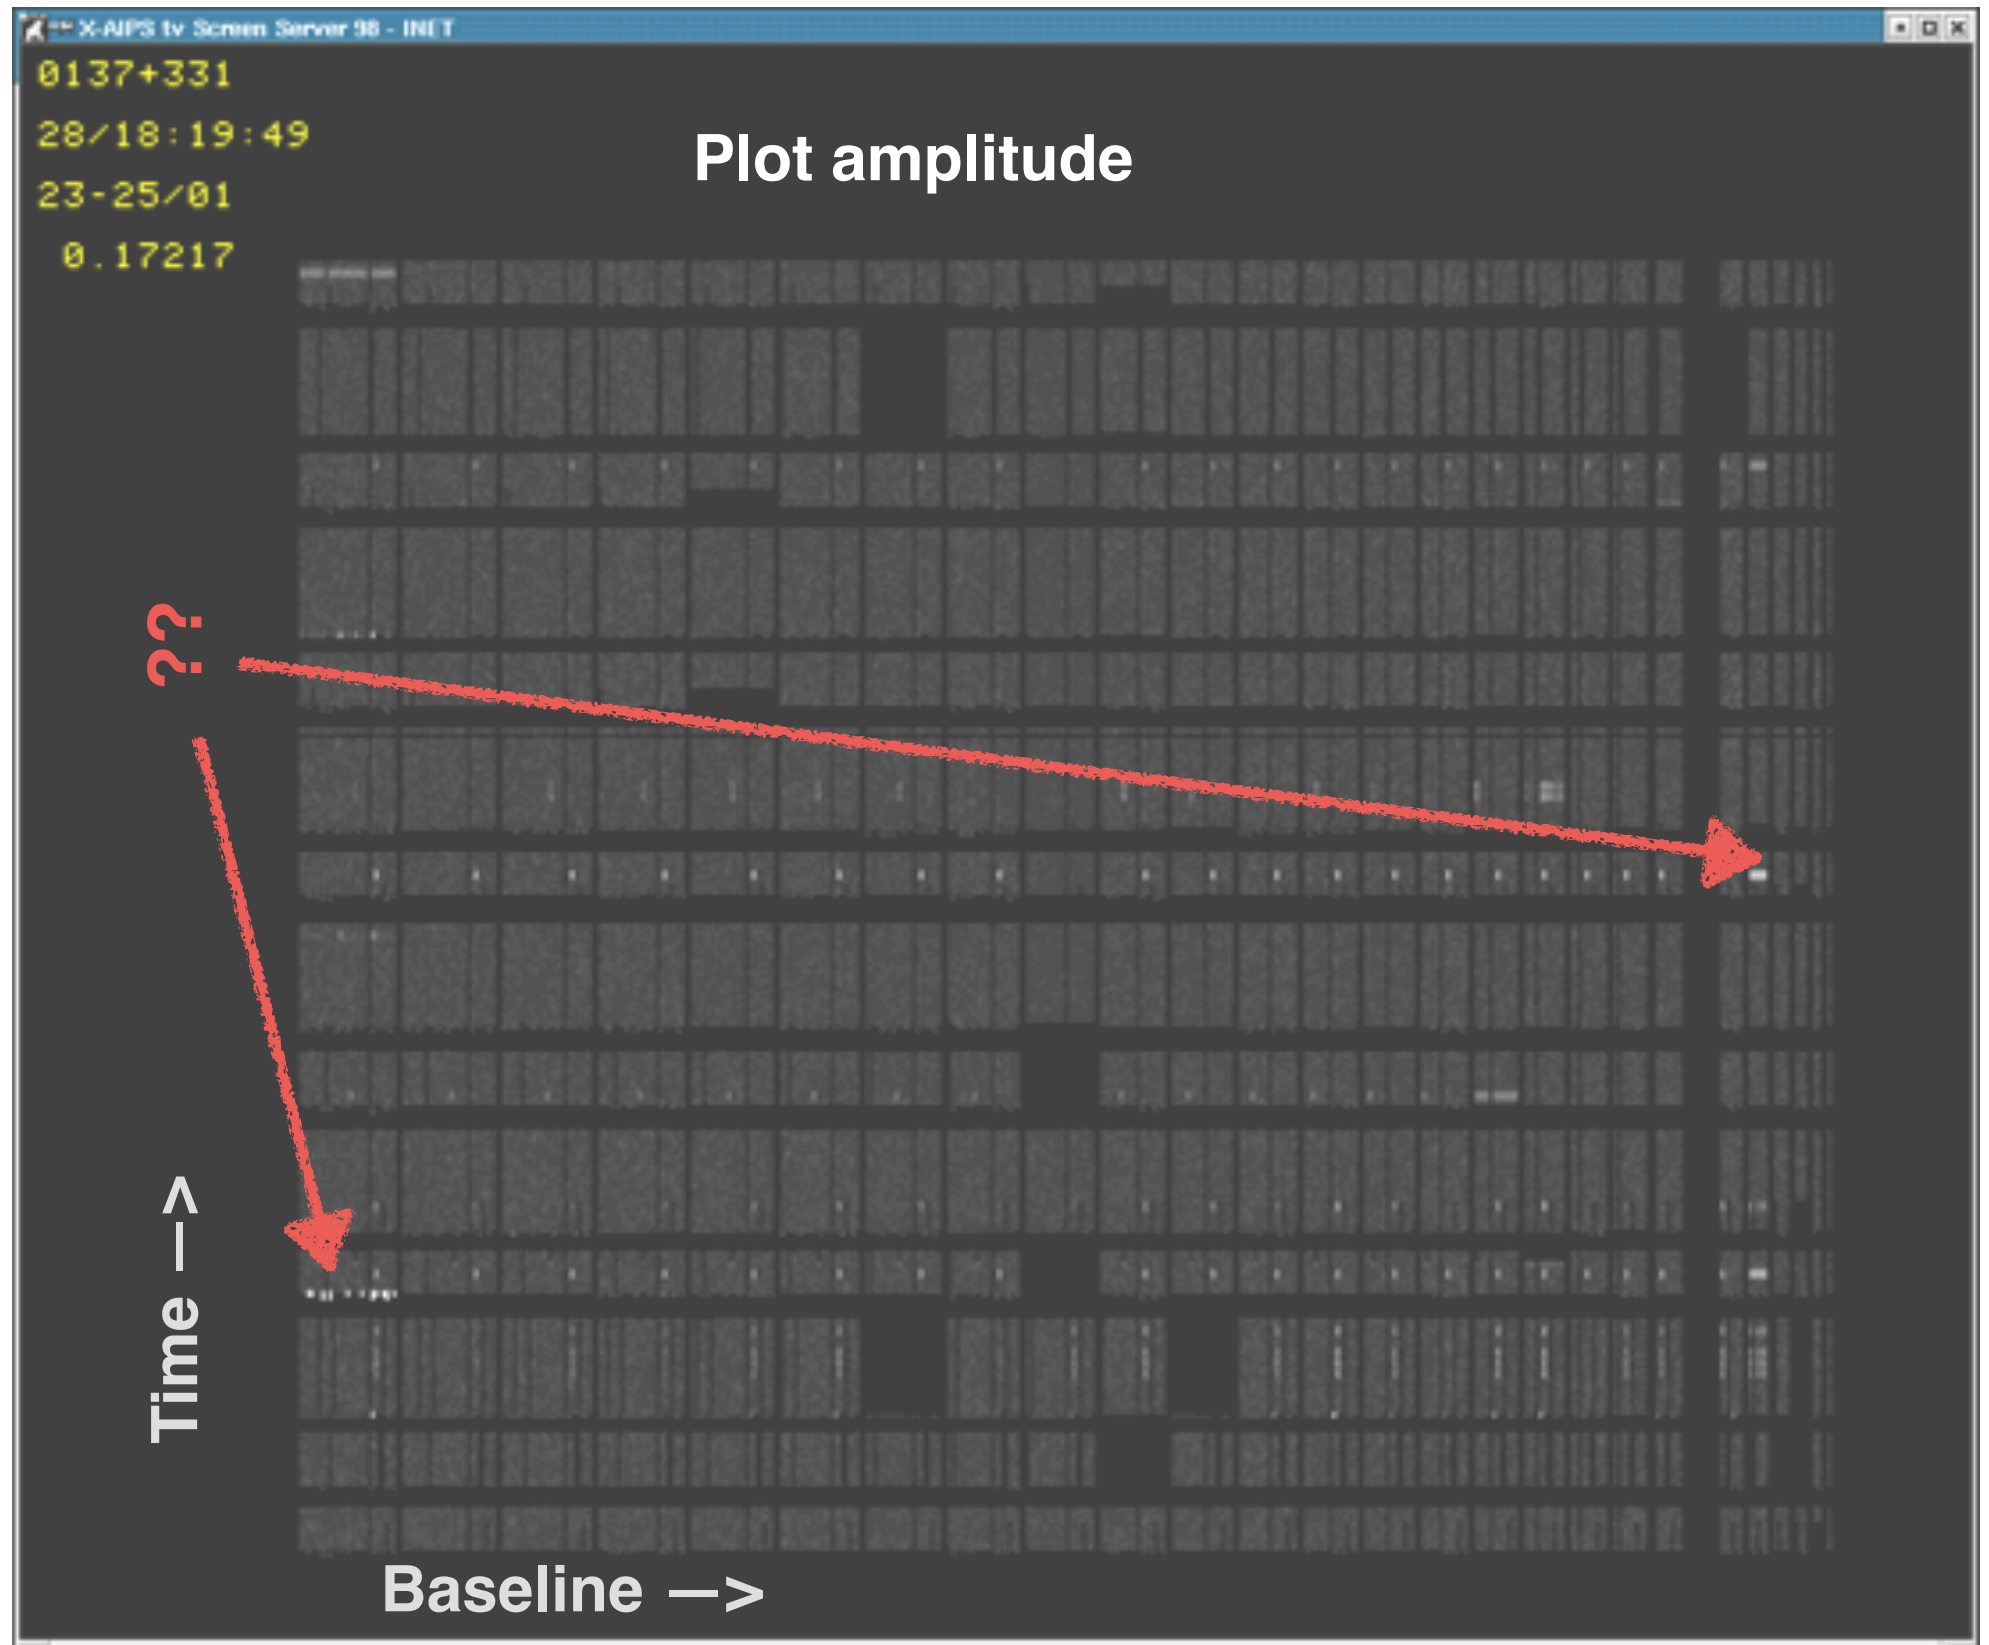 X-AIPS tv Screen Server 98 - INET
0137+331
28/18:19:49
23-25/01
0.17217
Plot amplitude
??
Time —>
Baseline —>